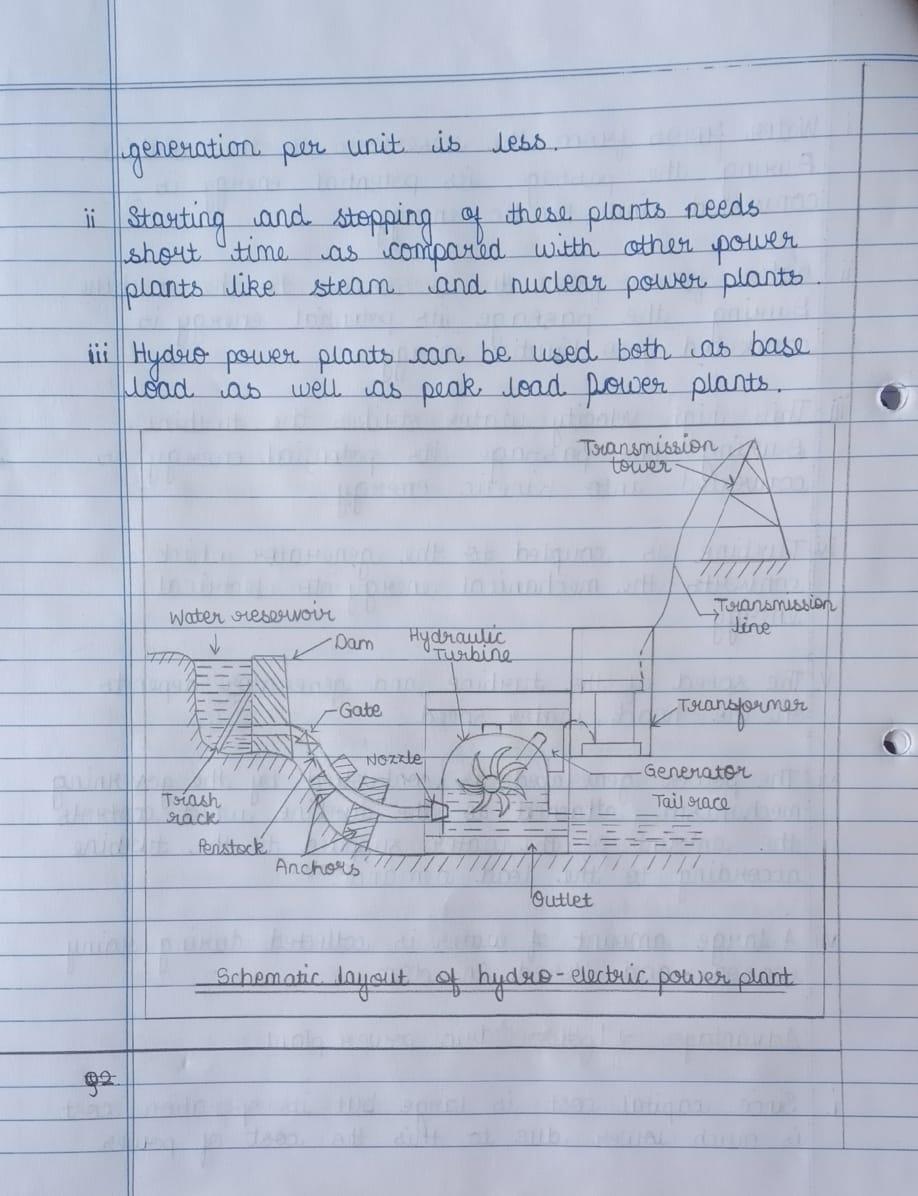 generation per unit is less.
ii Starting and stopping of these plants needs
short time as compared with other power
plants like steam and nuclear power plants.
iii Hydro power plants can be used both as base
load as well as peak load power plants.
Transmission
tower
Transmission
line
Water reservoir
Dam
Hydraulic
Turbine
Gate
Transformer
Nozzle
Generator
Trash
rack
Tail race
Penstock
Anchors
Outlet
Schematic layout of hydro-electric power plant